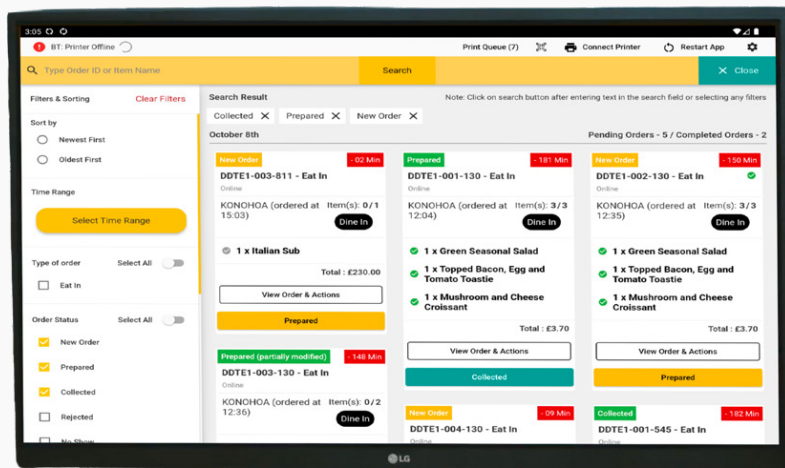 3:05
BT: Printer Offline
Print Queue (7)
Connect Printer
Restart App
Type Order ID or Item Name
Search
Close
Filters & Sorting
Clear Filters
Sort by
Newest First
Oldest First
Time Range
Select Time Range
Type of order
Select All
Eat In
Order Status
Select All
New Order
Prepared
Collected
Rejected
No Show
Search Result
Note: Click on search button after entering text in the search field or selecting any filters
Collected
Prepared
New Order
October 8th
Pending Orders - 5 / Completed Orders - 2
New Order
- 02 Min
DDTE1-003-811 - Eat In
Online
KONOHOA (ordered at 15:03)
Item(s): 0/1
Dine In
1 x Italian Sub
Total : £230.00
View Order & Actions
Prepared
Prepared (partially modified)
- 148 Min
DDTE1-003-130 - Eat In
Online
KONOHOA (ordered at 12:36)
Item(s): 0/2
Dine In
Prepared
- 181 Min
DDTE1-001-130 - Eat In
Online
KONOHOA (ordered at 12:04)
Item(s): 3/3
Dine In
1 x Green Seasonal Salad
1 x Topped Bacon, Egg and
Tomato Toastie
1 x Mushroom and Cheese
Croissant
Total : £3.70
View Order & Actions
Collected
New Order
- 09 Min
DDTE1-004-130 - Eat In
Online
New Order
- 150 Min
DDTE1-002-130 - Eat In
Online
KONOHOA (ordered at 12:35)
Item(s): 3/3
Dine In
1 x Green Seasonal Salad
1 x Topped Bacon, Egg and
Tomato Toastie
1 x Mushroom and Cheese
Croissant
Total : £3.70
View Order & Actions
Prepared
Collected
- 182 Min
DDTE1-001-545 - Eat In
Online
LG